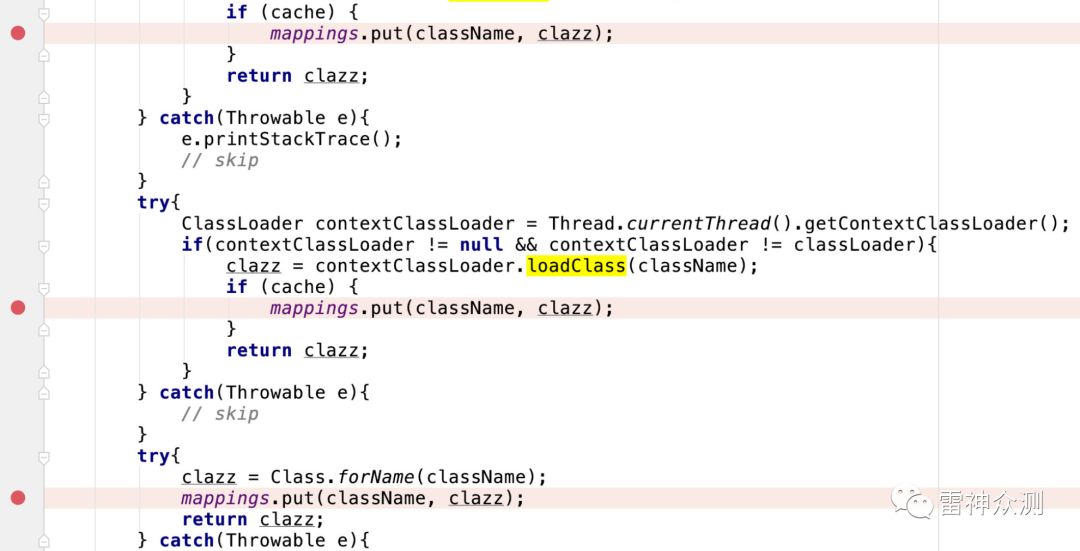 if (cache) {
mappings.put(className, clazz);
}
return clazz;
}
} catch(Throwable e){
e.printStackTrace();
// skip
}
try{
ClassLoader contextClassLoader = Thread.currentThread().getContextClassLoader();
if(contextClassLoader != null && contextClassLoader != classLoader){
clazz = contextClassLoader.loadClass(className);
if (cache) {
mappings.put(className, clazz);
}
return clazz;
}
} catch(Throwable e){
// skip
}
try{
clazz = Class.forName(className);
mappings.put(className, clazz);
return clazz;
} catch(Throwable e){
雷神众测